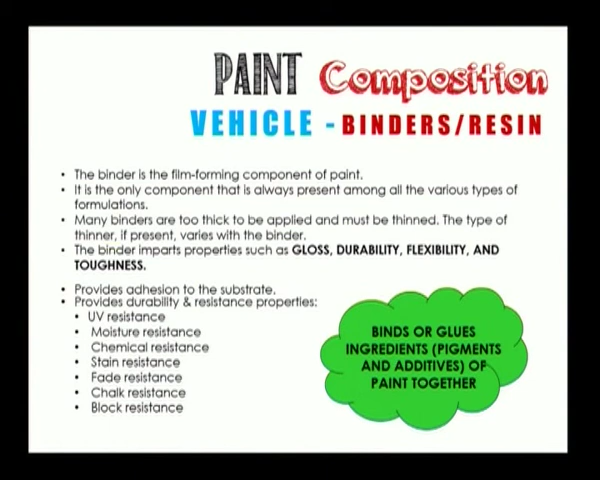 PAINT Composition
VEHICLE - BINDERS/RESIN
• The binder is the film-forming component of paint.
• It is the only component that is always present among all the various types of
formulations.
• Many binders are too thick to be applied and must be thinned. The type of
thinner, if present, varies with the binder.
• The binder imparts properties such as GLOSS, DURABILITY, FLEXIBILITY, AND
TOUGHNESS.
• Provides adhesion to the substrate.
• Provides durability & resistance properties:
• UV resistance
• Moisture resistance
• Chemical resistance
• Stain resistance
• Fade resistance
• Chalk resistance
• Block resistance
BINDS OR GLUES
INGREDIENTS (PIGMENTS
AND ADDITIVES) OF
PAINT TOGETHER